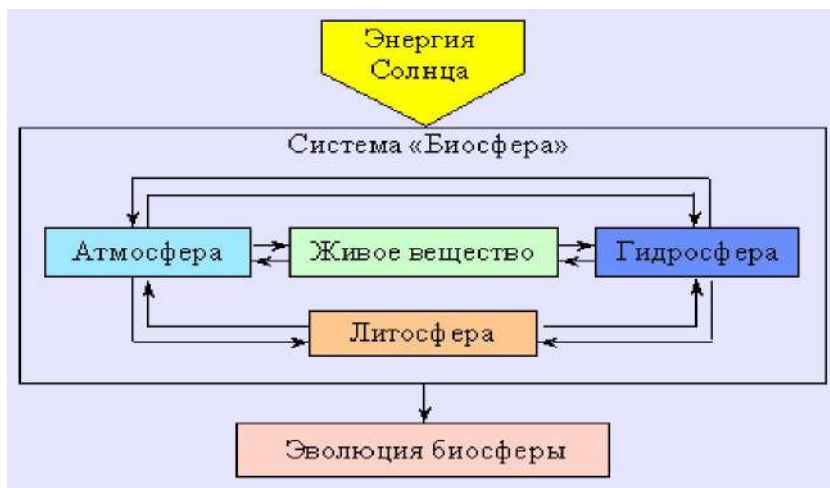 Энергия
Солнца
Система «Биосфера»
Атмосфера
Живое вещество
Гидросфера
Литосфера
Эволюция биосферы